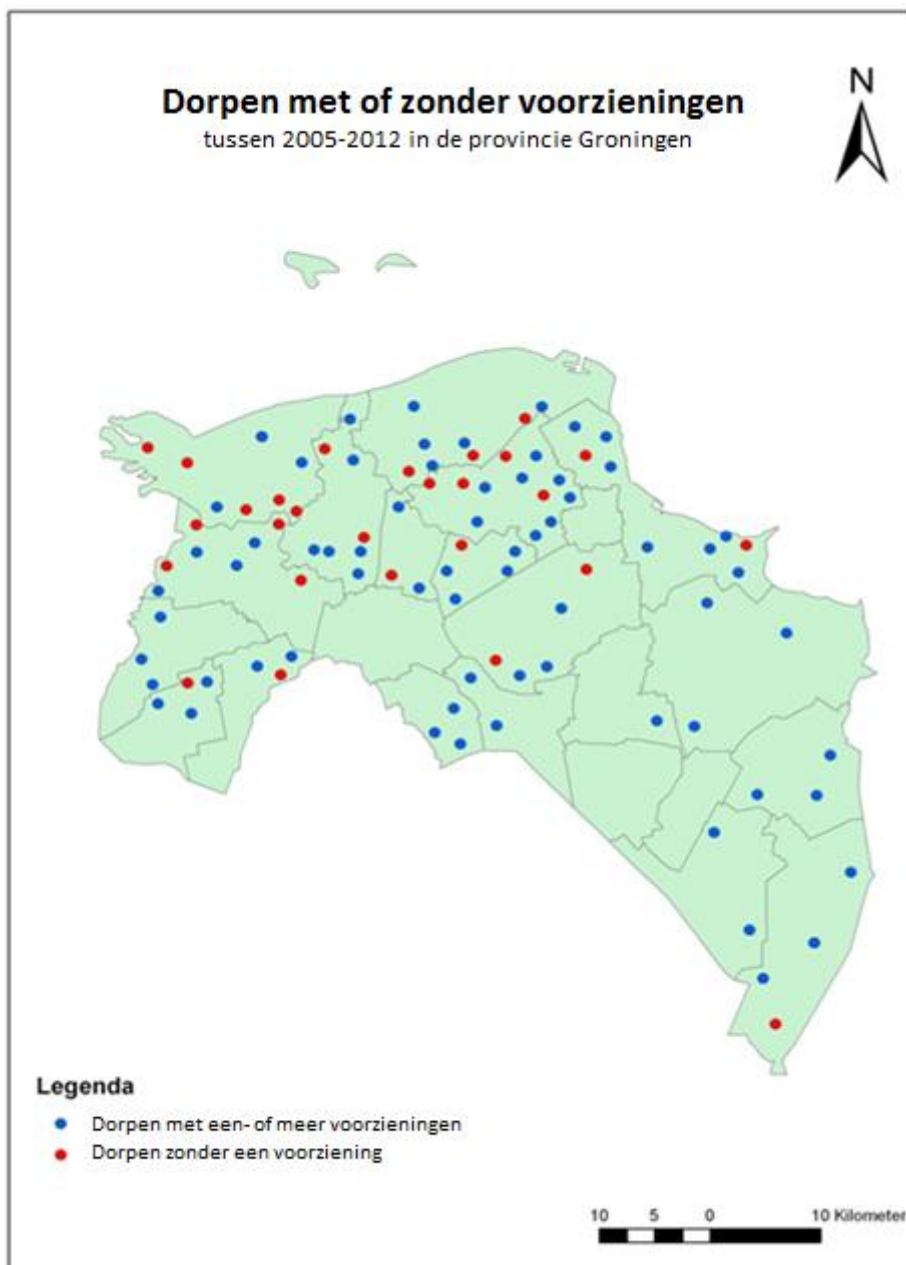 Dorpen met of zonder voorzieningen
tussen 2005-2012 in de provincie Groningen
N
Legenda
Dorpen met een- of meer voorzieningen
Dorpen zonder een voorziening
10 5 0 10 Kilometer